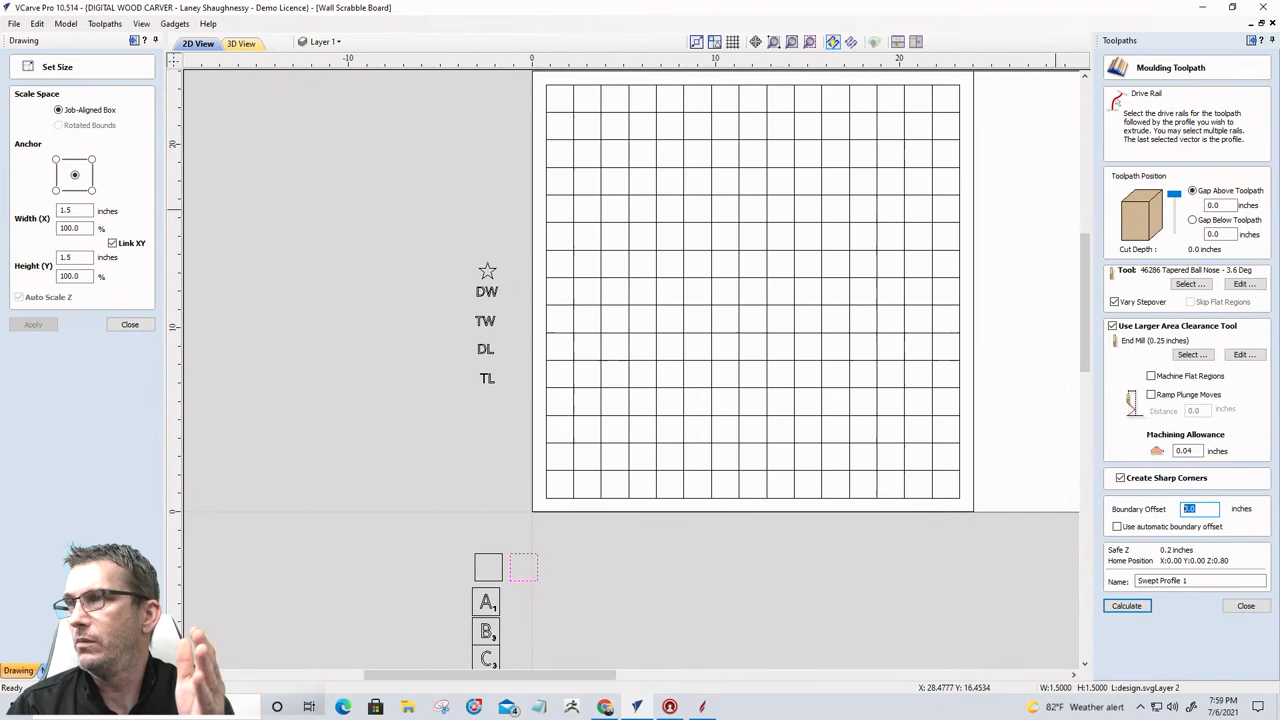 VCarve Pro 10.514 - {DIGITAL WOOD CARVER - Laney Shaughnessy - Demo Licence} - [Wall Scrabble Board]
File Edit Model Toolpaths View Gadgets Help
Drawing
2D View 3D View Layer 1
Toolpaths
Set Size
Scale Space
Job-Aligned Box
Rotated Bounds
Anchor
Width (X) 1.5 inches
100.0 %
Link XY
Height (Y) 1.5 inches
100.0 %
Auto Scale Z
Apply Close
-10 0 10 20
20
10
0
DW
TW
DL
TL
A1
B3
C3
Moulding Toolpath
Drive Rail
Select the drive rails for the toolpath
followed by the profile you wish to
extrude. You may select multiple rails.
The last selected vector is the profile.
Toolpath Position
Gap Above Toolpath
0.0 inches
Gap Below Toolpath
0.0 inches
Cut Depth : 0.0 inches
Tool: 46286 Tapered Ball Nose - 3.6 Deg
Select ... Edit ...
Vary Stepover Skip Flat Regions
Use Larger Area Clearance Tool
End Mill (0.25 inches)
Select ... Edit ...
Machine Flat Regions
Ramp Plunge Moves
Distance 0.0 inches
Machining Allowance
0.04 inches
Create Sharp Corners
Boundary Offset 0.0 inches
Use automatic boundary offset
Safe Z 0.2 inches
Home Position X:0.00 Y:0.00 Z:0.80
Name: Swept Profile 1
Calculate Close
Drawing
Ready
X: 28.4777 Y: 16.4534 W:1.5000 H:1.5000 L:design.svgLayer 2
82°F Weather alert
7:59 PM
7/6/2021